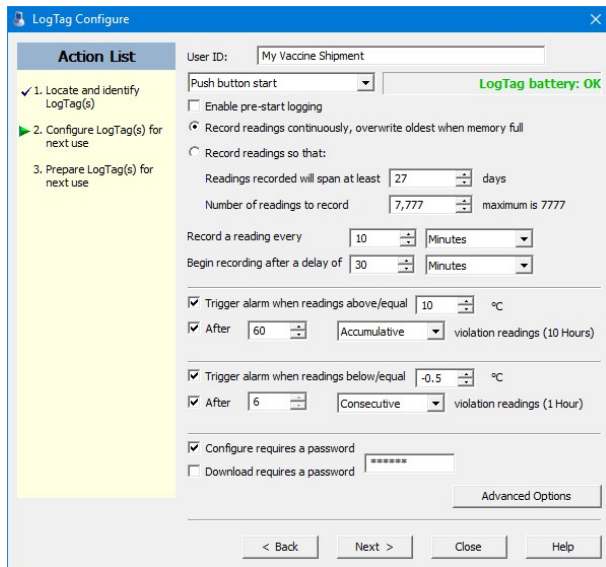 LogTag Configure
Action List
1. Locate and identify
LogTag(s)
2. Configure LogTag(s) for
next use
3. Prepare LogTag(s) for
next use
User ID: My Vaccine Shipment
Push button start LogTag battery: OK
Enable pre-start logging
Record readings continuously, overwrite oldest when memory full
Record readings so that:
Readings recorded will span at least 27 days
Number of readings to record 7,777 maximum is 7777
Record a reading every 10 Minutes
Begin recording after a delay of 30 Minutes
Trigger alarm when readings above/equal 10 ºC
After 60 Accumulative violation readings (10 Hours)
Trigger alarm when readings below/equal -0.5 ºC
After 6 Consecutive violation readings (1 Hour)
Configure requires a password
Download requires a password ******
Advanced Options
< Back Next > Close Help